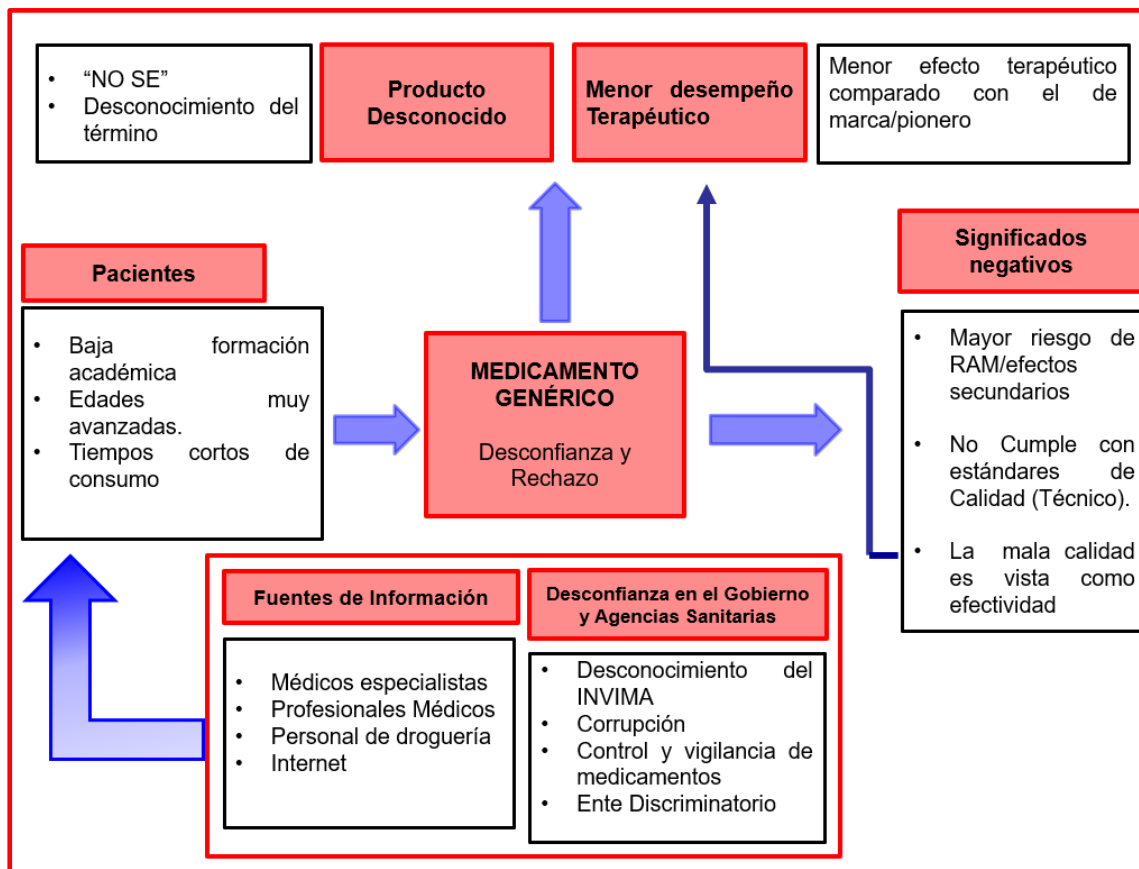 • “NO SE”
• Desconocimiento del
término
Producto
Desconocido
Menor desempeño
Terapéutico
Menor efecto terapéutico
comparado con el de
marca/pionero
Pacientes
• Baja formación
académica
• Edades muy
avanzadas.
• Tiempos cortos de
consumo
MEDICAMENTO
GENÉRICO
Desconfianza y
Rechazo
Significados
negativos
• Mayor riesgo de
RAM/efectos
secundarios
• No Cumple con
estándares de
Calidad (Técnico).
• La mala calidad
es vista como
efectividad
Fuentes de Información
• Médicos especialistas
• Profesionales Médicos
• Personal de droguería
• Internet
Desconfianza en el Gobierno
y Agencias Sanitarias
• Desconocimiento del
INVIMA
• Corrupción
• Control y vigilancia de
medicamentos
• Ente Discriminatorio